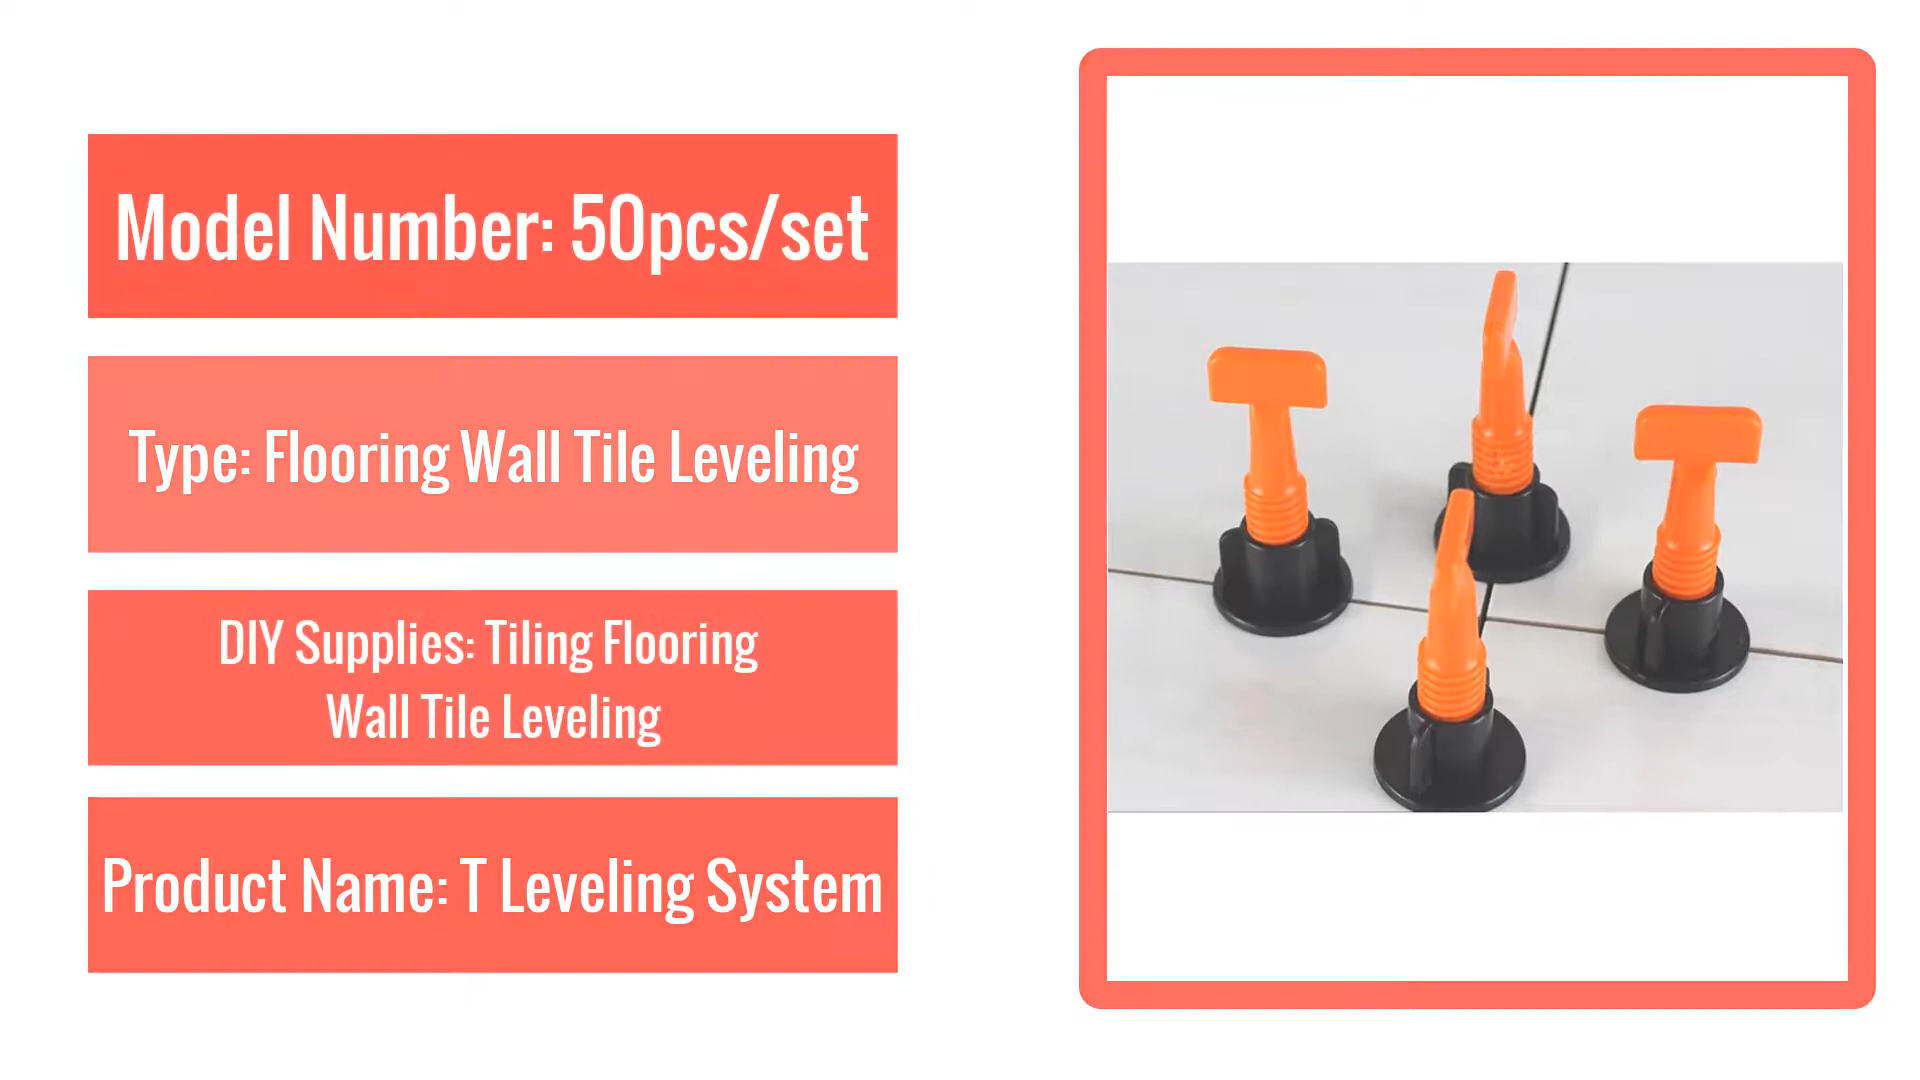 Model Number: 50pcs/set
Type: Flooring Wall Tile Leveling
DIY Supplies: Tiling Flooring
Wall Tile Leveling
Product Name: T Leveling System